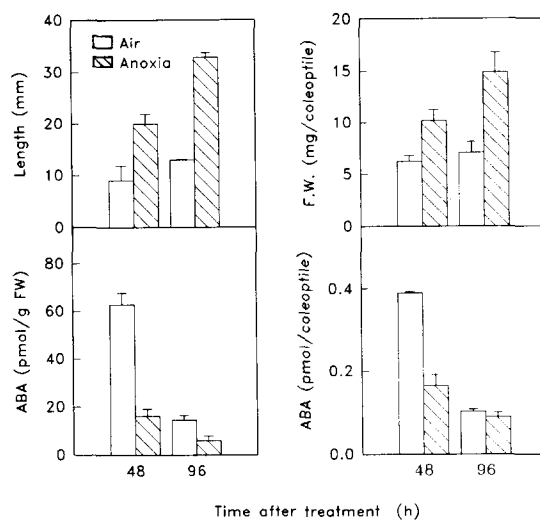 40
30
20
10
0
Length (mm)
Air
Anoxia
20
15
10
5
0
F.W. (mg/coleoptile)
80
60
40
20
0
ABA (pmol/g FW)
48 96
0.4
0.2
0.0
ABA (pmol/coleoptile)
48 96
Time after treatment (h)